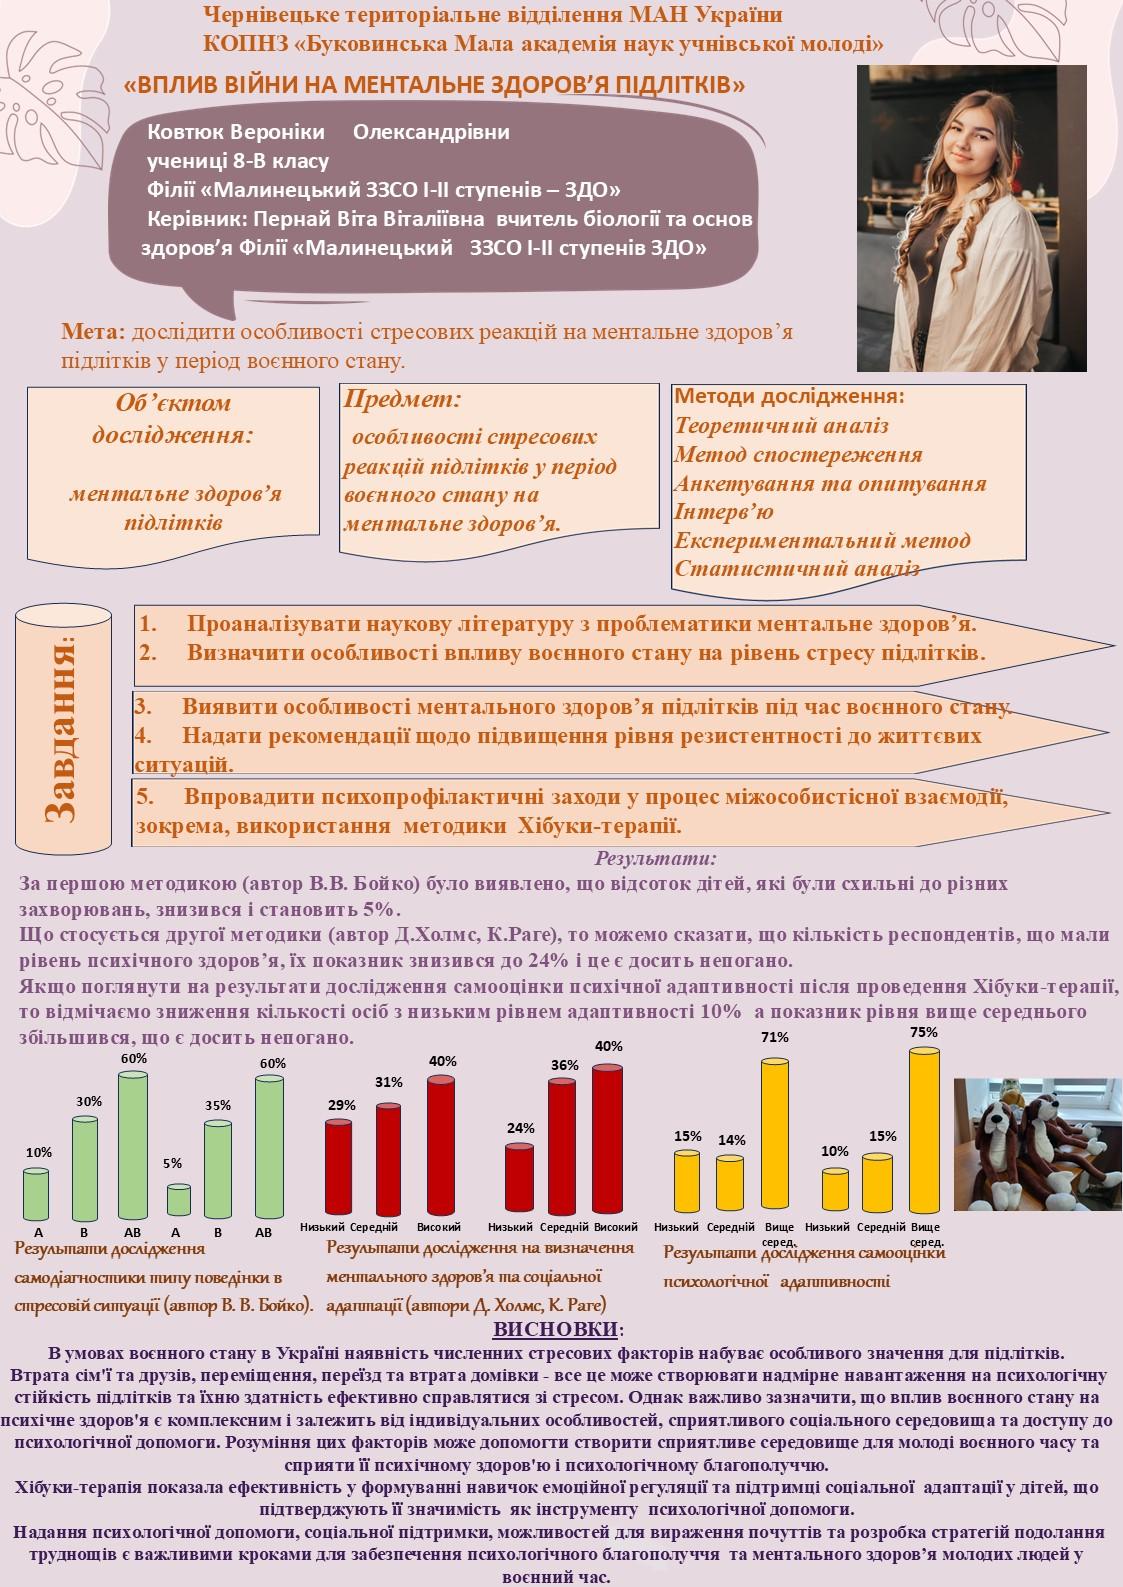 Чернівецьке територіальне відділення МАН України
КОПНЗ «Буковинська Мала академія наук учнівської молоді»
«ВПЛИВ ВІЙНИ НА МЕНТАЛЬНЕ ЗДОРОВ’Я ПІДЛІТКІВ»
Ковтюк Вероніки Олександрівни
учениці 8-В класу
Філії «Малинецький ЗЗСО І-ІІ ступенів – ЗДО»
Керівник: Пернай Віта Віталіївна вчитель біології та основ
здоров’я Філії «Малинецький ЗЗСО І-ІІ ступенів ЗДО»
Мета: дослідити особливості стресових реакцій на ментальне здоров’я
підлітків у період воєнного стану.
Об’єктом
дослідження:
ментальне здоров’я
підлітків
Предмет:
особливості стресових
реакцій підлітків у період
воєнного стану на
ментальне здоров’я.
Методи дослідження:
Теоретичний аналіз
Метод спостереження
Анкетування та опитування
Інтерв’ю
Експериментальний метод
Статистичний аналіз
Завдання:
1. Проаналізувати наукову літературу з проблематики ментальне здоров’я.
2. Визначити особливості впливу воєнного стану на рівень стресу підлітків.
3. Виявити особливості ментального здоров’я підлітків під час воєнного стану.
4. Надати рекомендації щодо підвищення рівня резистентності до життєвих
ситуацій.
5. Впровадити психопрофілактичні заходи у процес міжособистісної взаємодії,
зокрема, використання методики Хібуки-терапії.
Результати:
За першою методикою (автор В.В. Бойко) було виявлено, що відсоток дітей, які були схильні до різних
захворювань, знизився і становить 5%.
Що стосується другої методики (автор Д.Холмс, К.Раге), то можемо сказати, що кількість респондентів, що мали
рівень психічного здоров’я, їх показник знизився до 24% і це є досить непогано.
Якщо поглянути на результати дослідження самооцінки психічної адаптивності після проведення Хібуки-терапії,
то відмічаємо зниження кількості осіб з низьким рівнем адаптивності 10% а показник рівня вище середнього
збільшився, що є досить непогано.
10% 30% 60% 5% 35% 60%
А В АВ А В АВ
Результати дослідження
самодіагностики типу поведінки в
стресовій ситуації (автор В. В. Бойко).
29% 31% 40% 24% 36% 40%
Низький Середній Високий Низький Середній Високий
Результати дослідження на визначення
ментального здоров’я та соціальної
адаптації (автори Д. Холмс, К. Раге)
15% 14% 71% 10% 15% 75%
Низький Середній Вище Низький Середній Вище
серед. серед.
Результати дослідження самооцінки
психологічної адаптивності
ВИСНОВКИ:
В умовах воєнного стану в Україні наявність численних стресових факторів набуває особливого значення для підлітків.
Втрата сім'ї та друзів, переміщення, переїзд та втрата домівки - все це може створювати надмірне навантаження на психологічну
стійкість підлітків та їхню здатність ефективно справлятися зі стресом. Однак важливо зазначити, що вплив воєнного стану на
психічне здоров'я є комплексним і залежить від індивідуальних особливостей, сприятливого соціального середовища та доступу до
психологічної допомоги. Розуміння цих факторів може допомогти створити сприятливе середовище для молоді воєнного часу та
сприяти її психічному здоров'ю і психологічному благополуччю.
Хібуки-терапія показала ефективність у формуванні навичок емоційної регуляції та підтримці соціальної адаптації у дітей, що
підтверджують її значимість як інструменту психологічної допомоги.
Надання психологічної допомоги, соціальної підтримки, можливостей для вираження почуттів та розробка стратегій подолання
труднощів є важливими кроками для забезпечення психологічного благополуччя та ментального здоров’я молодих людей у
воєнний час.